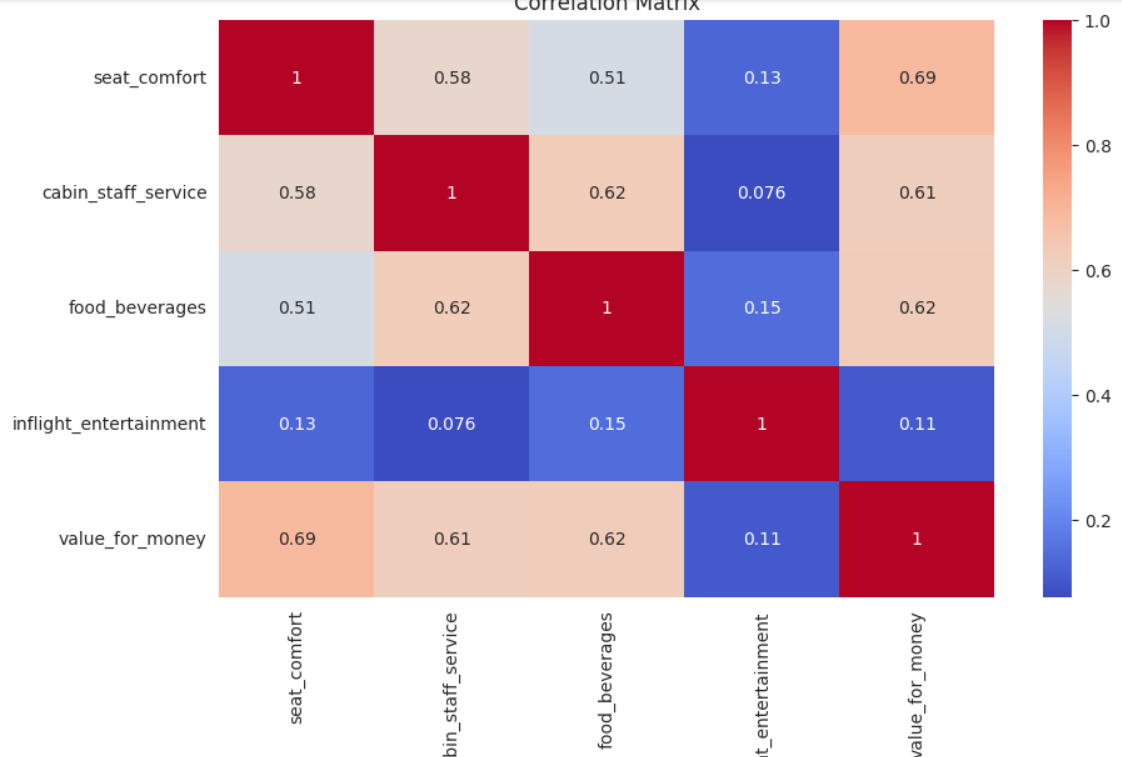 Correlation Matrix
seat_comfort 1 0.58 0.51 0.13 0.69
cabin_staff_service 0.58 1 0.62 0.076 0.61
food_beverages 0.51 0.62 1 0.15 0.62
inflight_entertainment 0.13 0.076 0.15 1 0.11
value_for_money 0.69 0.61 0.62 0.11 1
seat_comfort
bin_staff_service
food_beverages
nt_entertainment
value_for_money
1.0
0.8
0.6
0.4
0.2